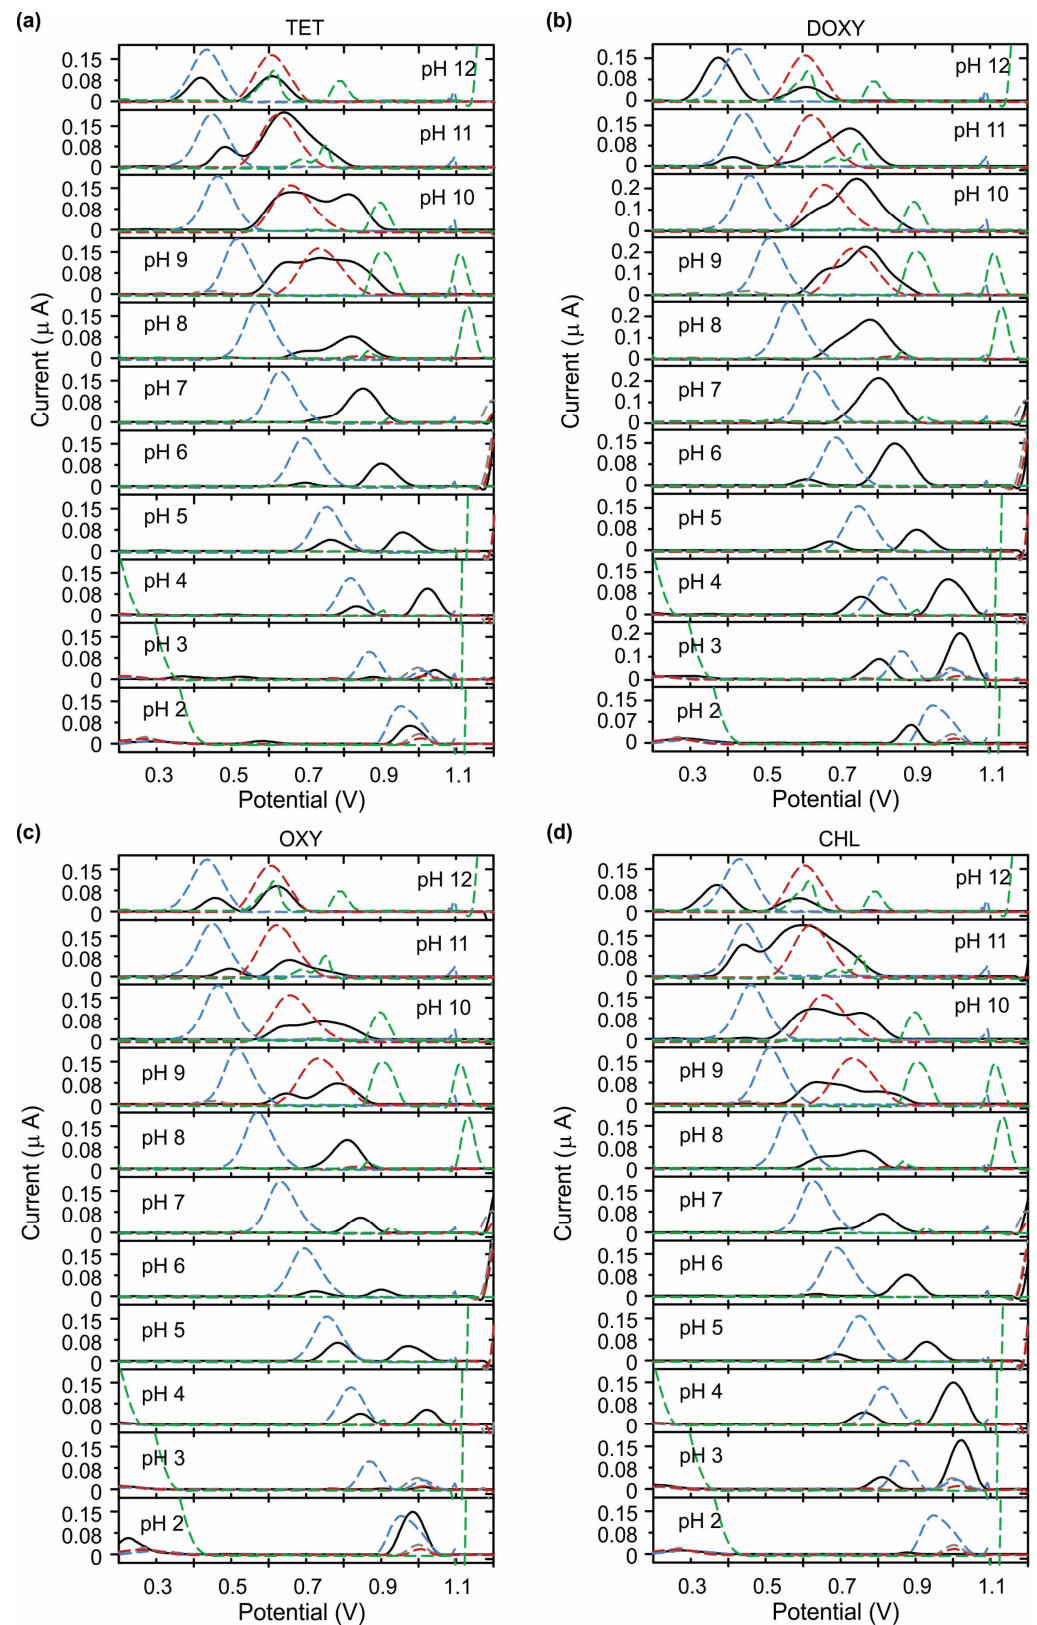 (a)
TET
0.15
0.08
0
pH 12
0.15
0.08
0
pH 11
0.15
0.08
0
pH 10
0.15
0.08
0
pH 9
0.15
0.08
0
pH 8
0.15
0.08
0
pH 7
0.15
0.08
0
pH 6
0.15
0.08
0
pH 5
0.15
0.08
0
pH 4
0.15
0.08
0
pH 3
0.15
0.08
0
pH 2
Current (μ A)
0.3 0.5 0.7 0.9 1.1
Potential (V)
(b)
DOXY
0.15
0.08
0
pH 12
0.15
0.08
0
pH 11
0.2
0.1
0
pH 10
0.2
0.1
0
pH 9
0.2
0.1
0
pH 8
0.2
0.1
0
pH 7
0.15
0.08
0
pH 6
0.15
0.08
0
pH 5
0.15
0.08
0
pH 4
0.2
0.1
0
pH 3
0.15
0.07
0
pH 2
Current (μ A)
0.3 0.5 0.7 0.9 1.1
Potential (V)
(c)
OXY
0.15
0.08
0
pH 12
0.15
0.08
0
pH 11
0.15
0.08
0
pH 10
0.15
0.08
0
pH 9
0.15
0.08
0
pH 8
0.15
0.08
0
pH 7
0.15
0.08
0
pH 6
0.15
0.08
0
pH 5
0.15
0.08
0
pH 4
0.15
0.08
0
pH 3
0.15
0.08
0
pH 2
Current (μ A)
0.3 0.5 0.7 0.9 1.1
Potential (V)
(d)
CHL
0.15
0.08
0
pH 12
0.15
0.08
0
pH 11
0.15
0.08
0
pH 10
0.15
0.08
0
pH 9
0.15
0.08
0
pH 8
0.15
0.08
0
pH 7
0.15
0.08
0
pH 6
0.15
0.08
0
pH 5
0.15
0.08
0
pH 4
0.15
0.08
0
pH 3
0.15
0.08
0
pH 2
Current (μ A)
0.3 0.5 0.7 0.9 1.1
Potential (V)